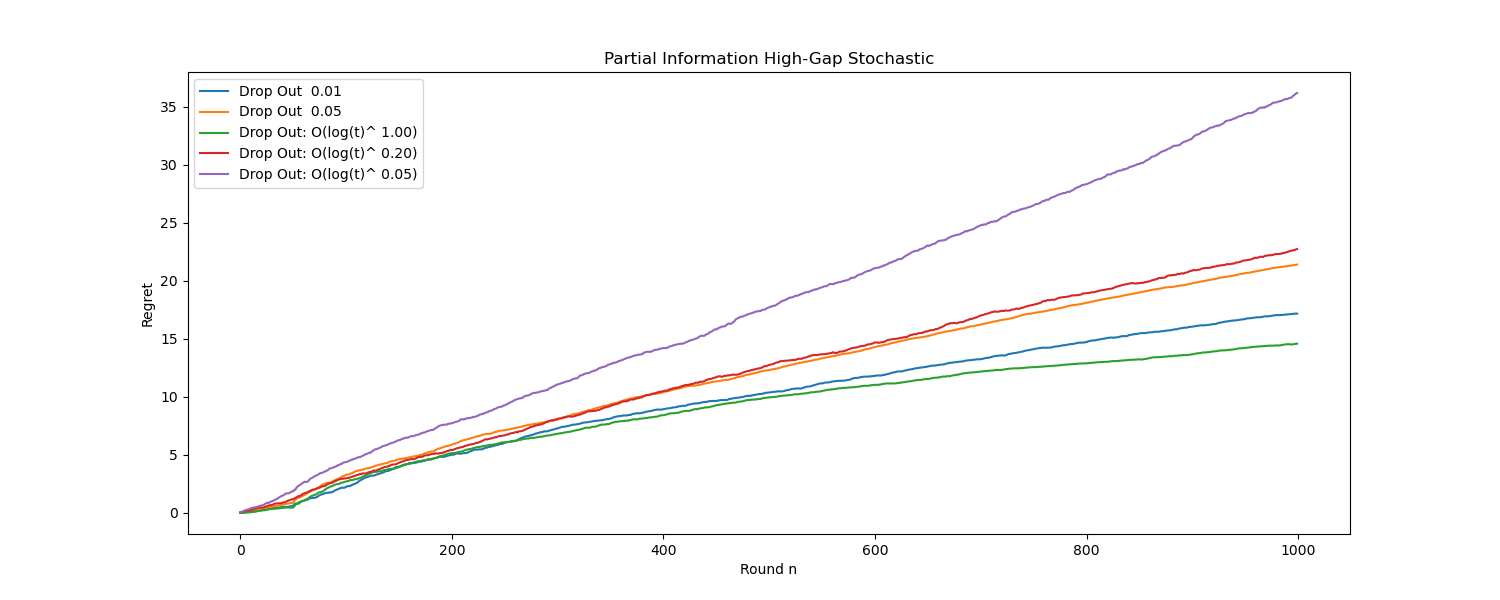 Partial Information High-Gap Stochastic
Drop Out  0.01
Drop Out  0.05
Drop Out: O(log(t)^ 1.00)
Drop Out: O(log(t)^ 0.20)
Drop Out: O(log(t)^ 0.05)
35
30
25
20
15
10
5
0
Regret
0 200 400 600 800 1000
Round n